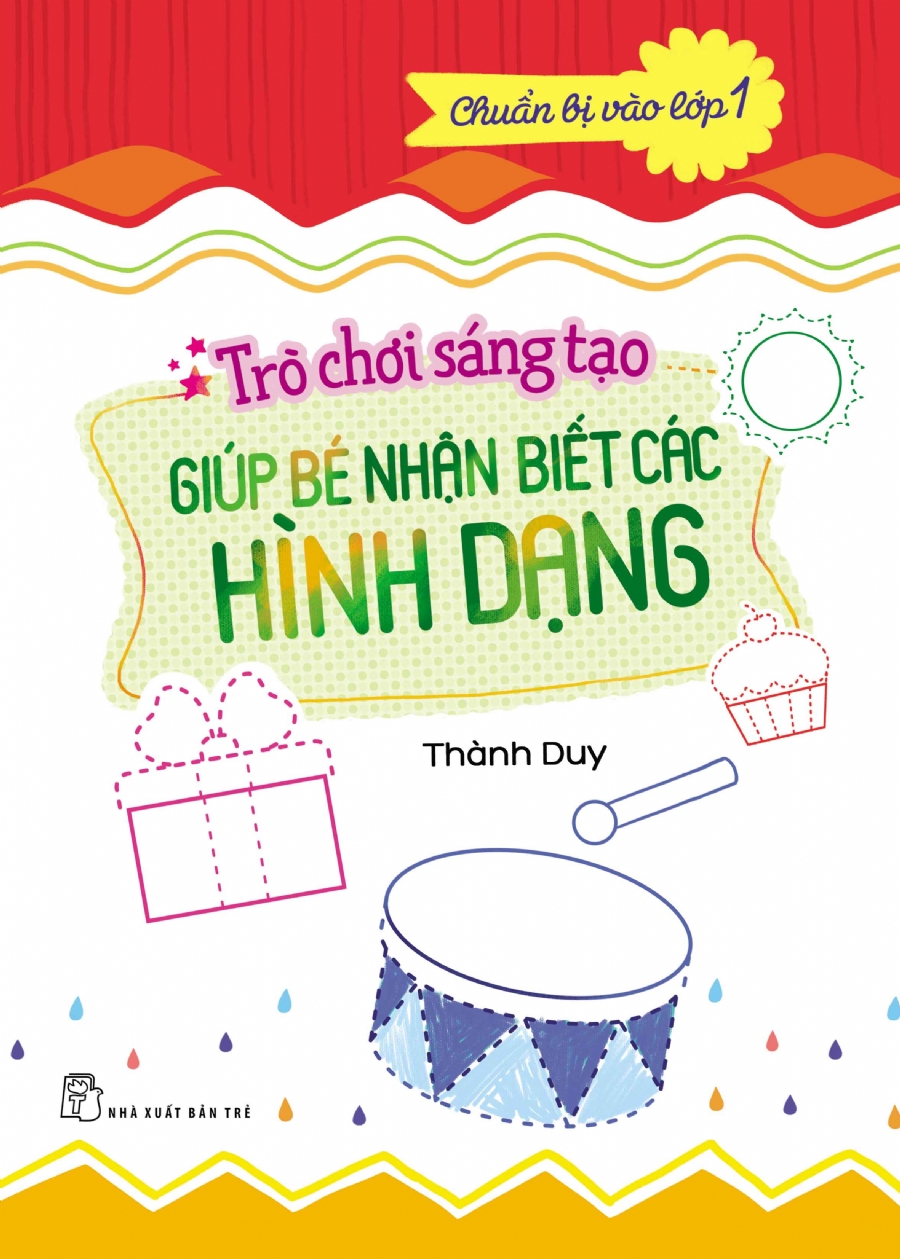 Chuẩn bị vào lớp 1
Trò chơi sáng tạo
GIÚP BÉ NHẬN BIẾT CÁC
HÌNH DẠNG
Thành Duy
NHÀ XUẤT BẢN TRẺ